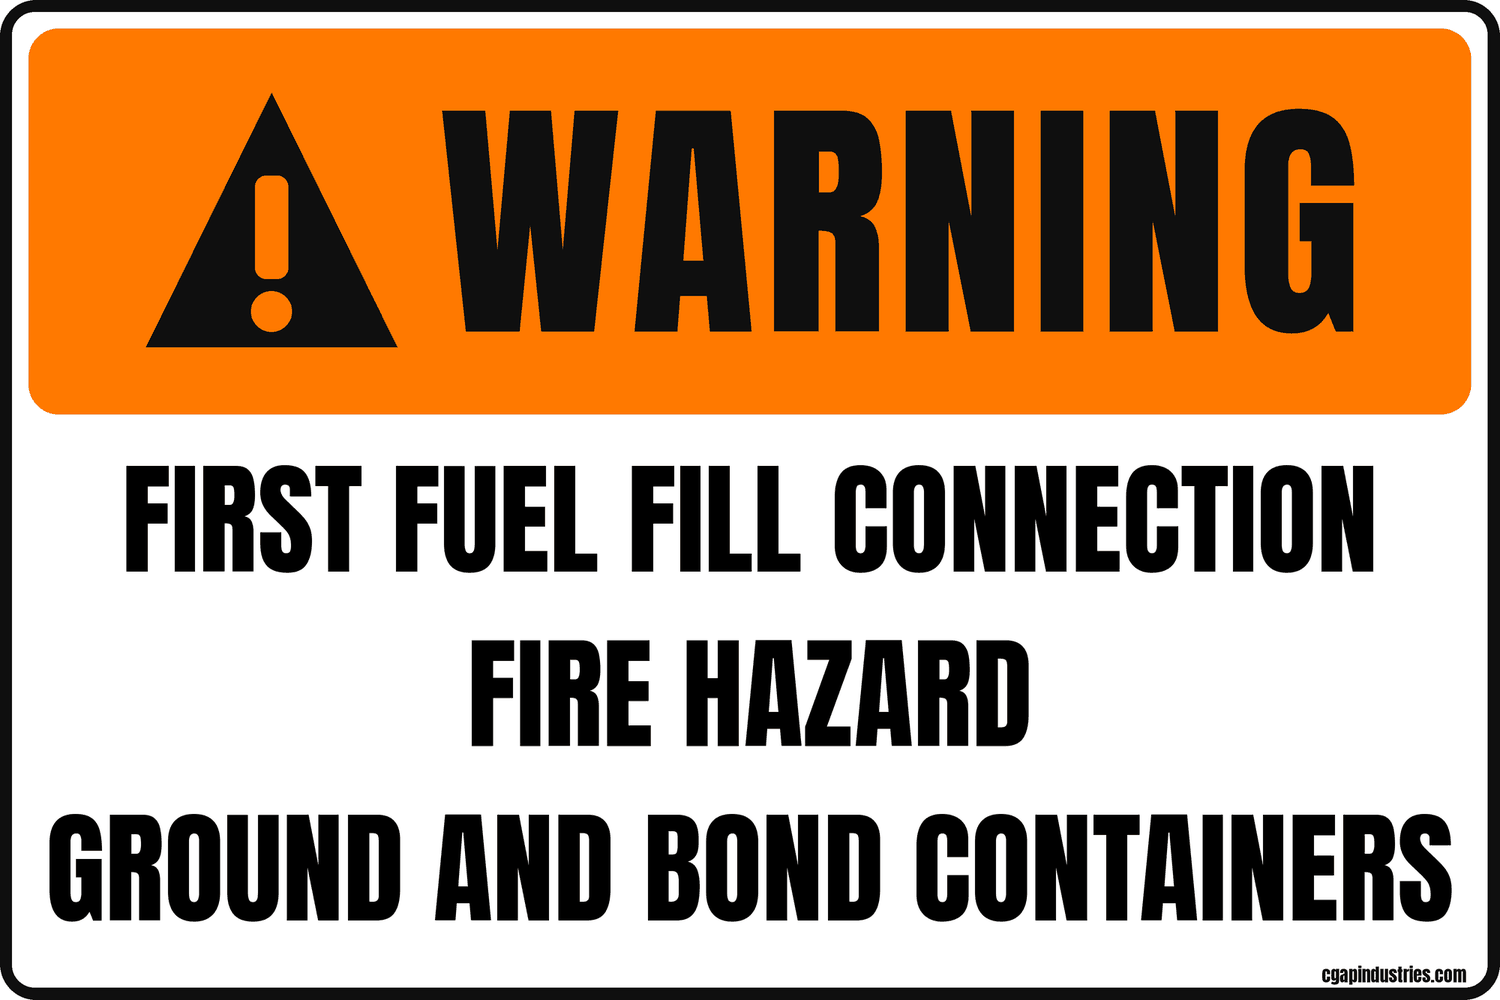 WARNING
FIRST FUEL FILL CONNECTION
FIRE HAZARD
GROUND AND BOND CONTAINERS
cgapindustries.com